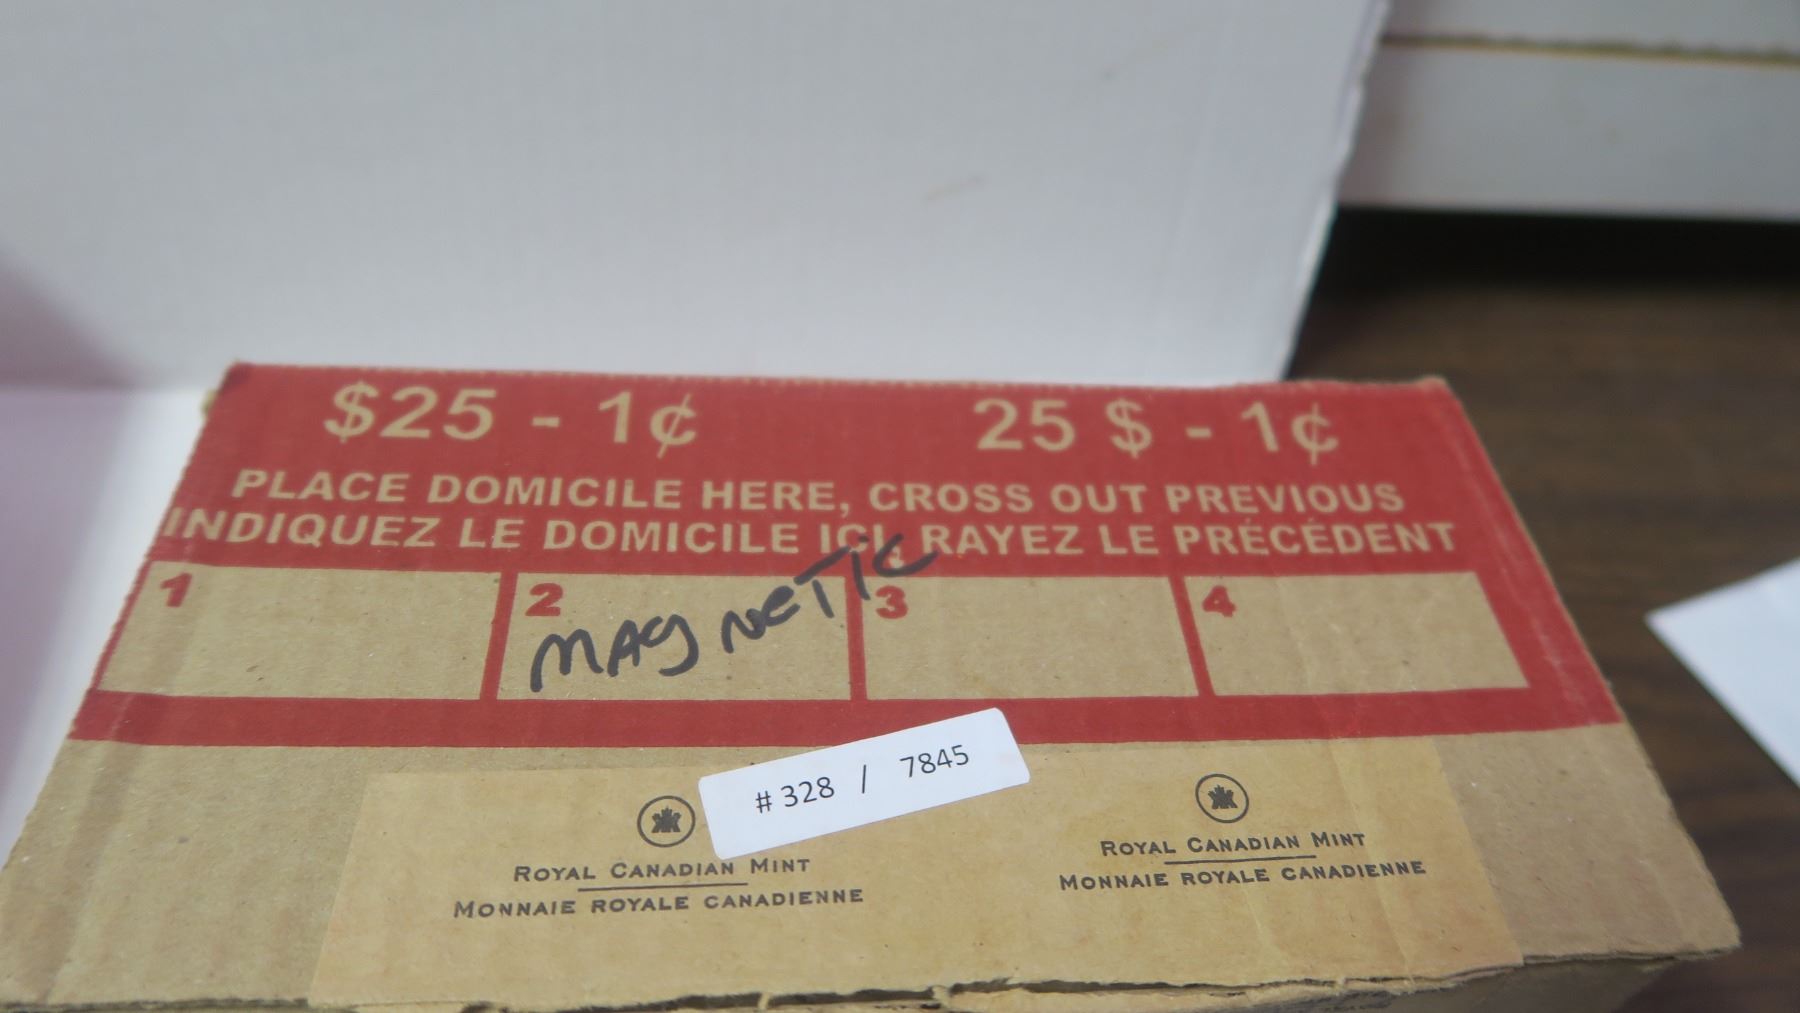 $25 - 1¢ 25 $ - 1¢
PLACE DOMICILE HERE, CROSS OUT PREVIOUS
INDIQUEZ LE DOMICILE ICI, RAYEZ LE PRÉCÉDENT
1 2 3 4
MAGNETIC
# 328 / 7845
ROYAL CANADIAN MINT
MONNAIE ROYALE CANADIENNE
ROYAL CANADIAN MINT
MONNAIE ROYALE CANADIENNE